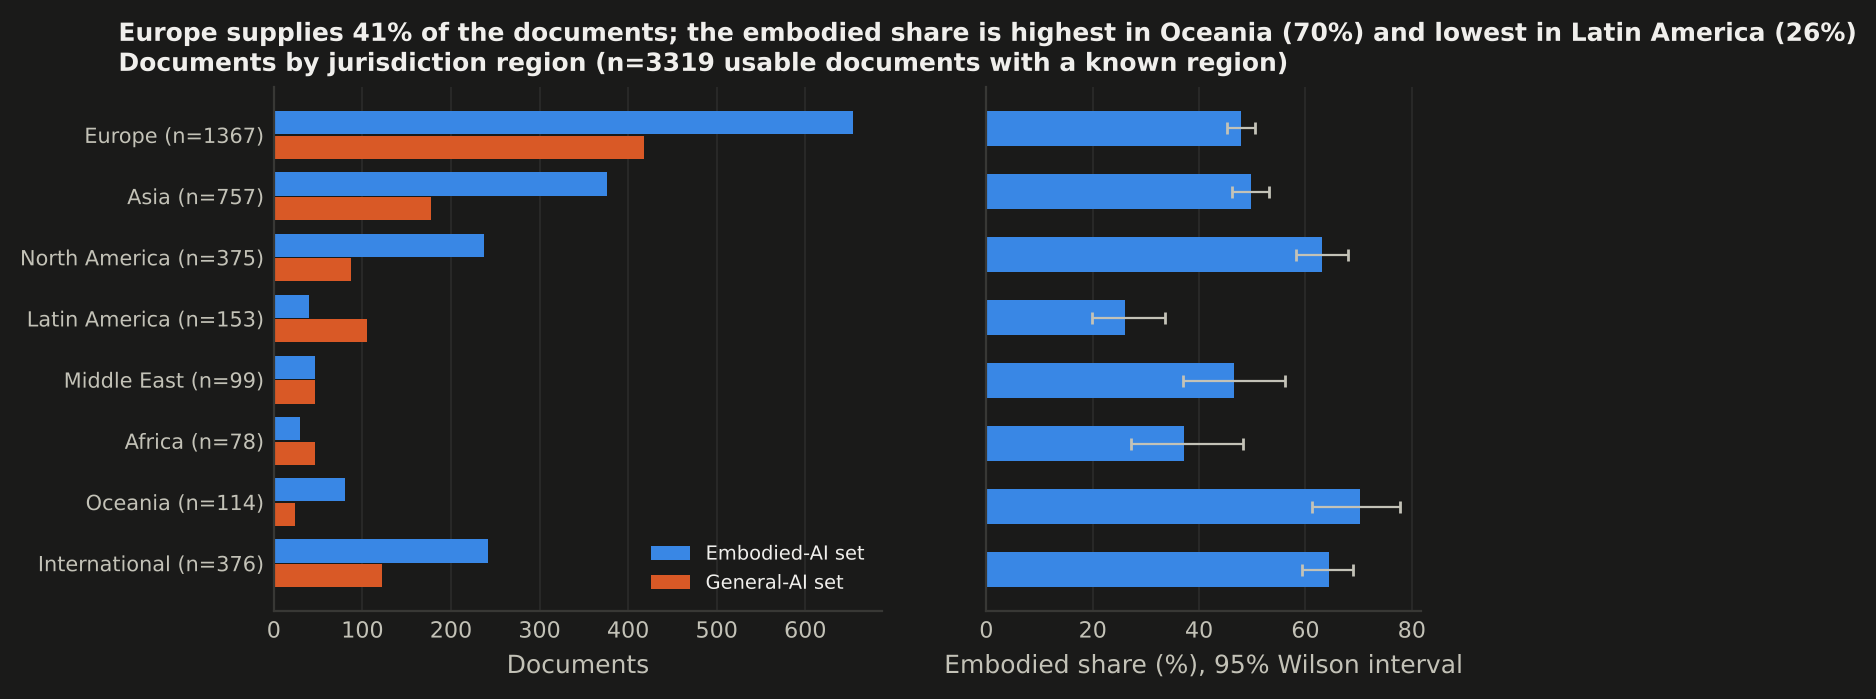 Europe supplies 41% of the documents; the embodied share is highest in Oceania (70%) and lowest in Latin America (26%)
Documents by jurisdiction region (n=3319 usable documents with a known region)
Europe (n=1367)
Asia (n=757)
North America (n=375)
Latin America (n=153)
Middle East (n=99)
Africa (n=78)
Oceania (n=114)
International (n=376)
Embodied-AI set
General-AI set
0 100 200 300 400 500 600
Documents
0 20 40 60 80
Embodied share (%), 95% Wilson interval